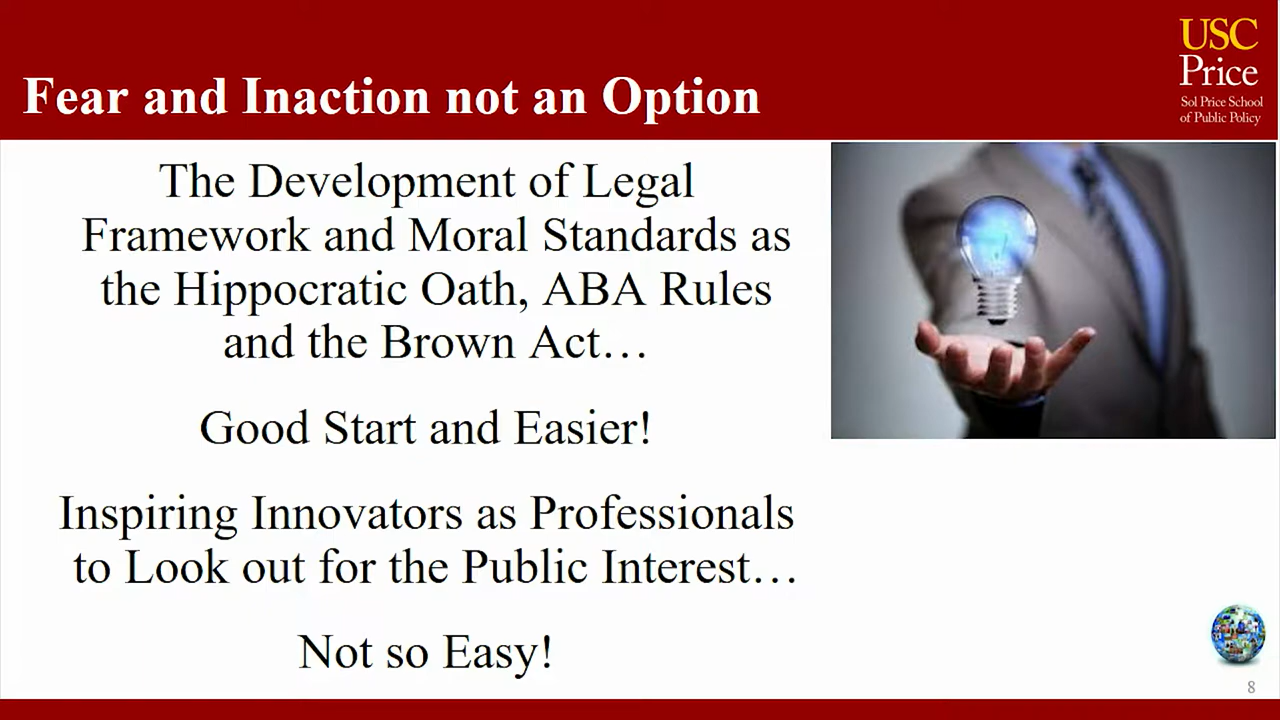 USC
Price
Sol Price School
of Public Policy
Fear and Inaction not an Option
The Development of Legal
Framework and Moral Standards as
the Hippocratic Oath, ABA Rules
and the Brown Act…
Good Start and Easier!
Inspiring Innovators as Professionals
to Look out for the Public Interest…
Not so Easy!
8